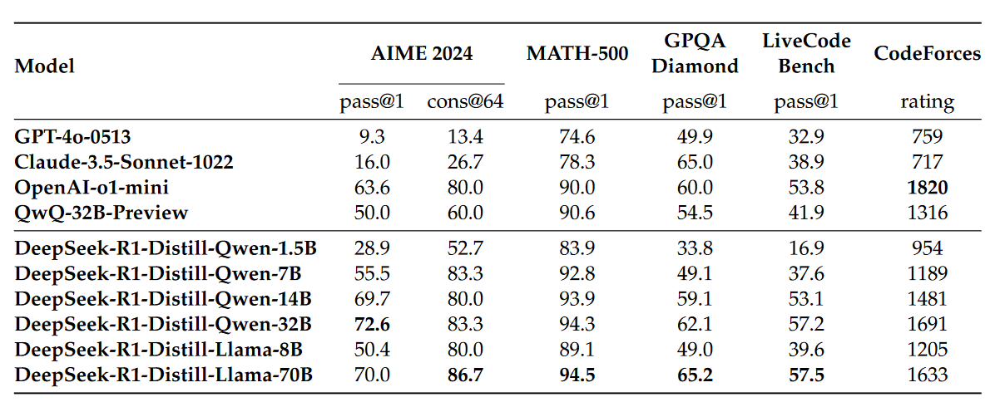 Model AIME 2024 MATH-500 GPQA Diamond LiveCode Bench CodeForces
pass@1 cons@64 pass@1 pass@1 pass@1 rating
GPT-4o-0513 9.3 13.4 74.6 49.9 32.9 759
Claude-3.5-Sonnet-1022 16.0 26.7 78.3 65.0 38.9 717
OpenAI-o1-mini 63.6 80.0 90.0 60.0 53.8 1820
QwQ-32B-Preview 50.0 60.0 90.6 54.5 41.9 1316
DeepSeek-R1-Distill-Qwen-1.5B 28.9 52.7 83.9 33.8 16.9 954
DeepSeek-R1-Distill-Qwen-7B 55.5 83.3 92.8 49.1 37.6 1189
DeepSeek-R1-Distill-Qwen-14B 69.7 80.0 93.9 59.1 53.1 1481
DeepSeek-R1-Distill-Qwen-32B 72.6 83.3 94.3 62.1 57.2 1691
DeepSeek-R1-Distill-Llama-8B 50.4 80.0 89.1 49.0 39.6 1205
DeepSeek-R1-Distill-Llama-70B 70.0 86.7 94.5 65.2 57.5 1633